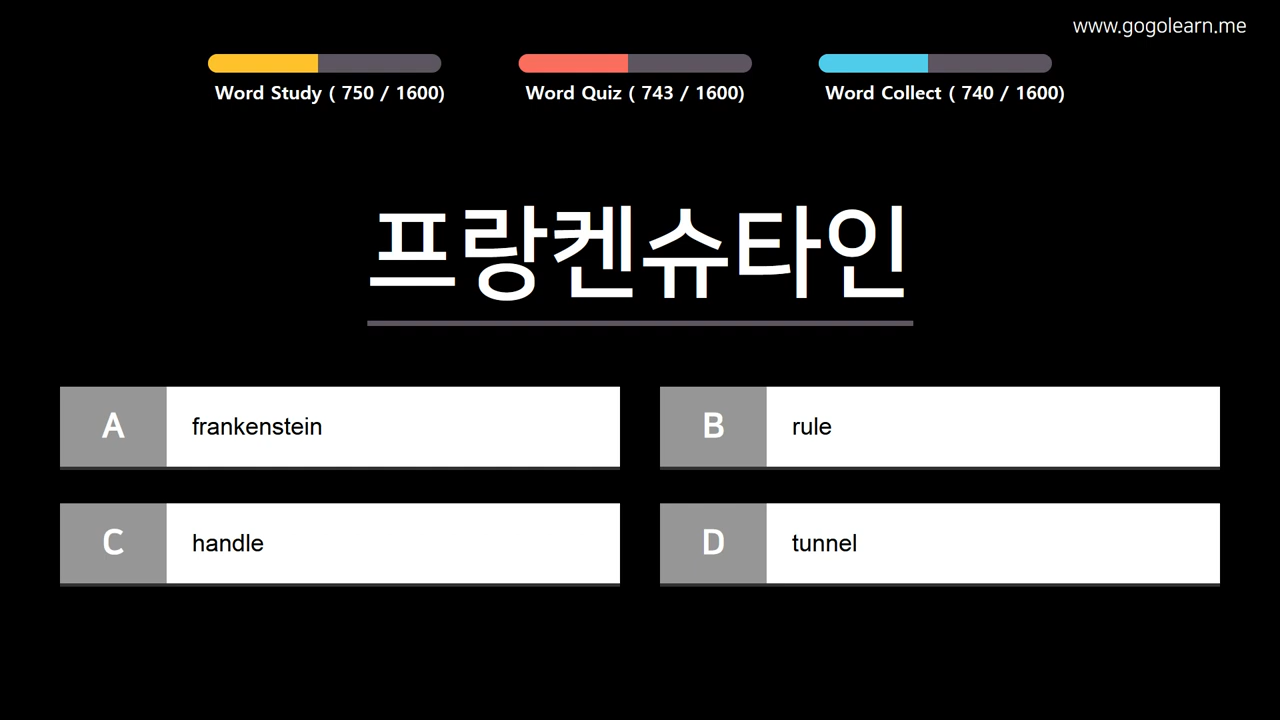 www.gogolearn.me
Word Study ( 750 / 1600)
Word Quiz ( 743 / 1600)
Word Collect ( 740 / 1600)
프랑켄슈타인
A frankenstein
B rule
C handle
D tunnel